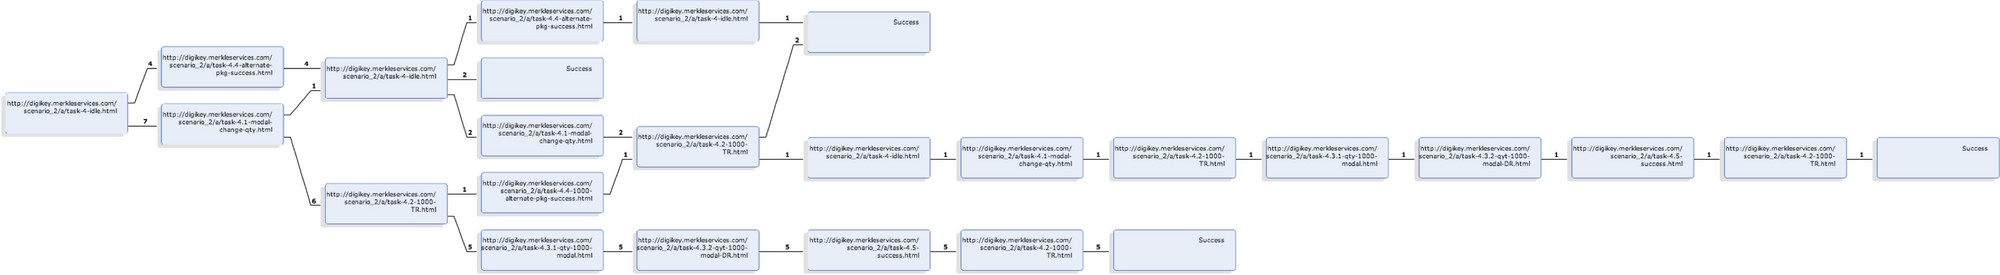 http://digikey.merkleservices.com/
scenario_2/a/task-4-idle.html
4
7
http://digikey.merkleservices.com/
scenario_2/a/task-4.4-alternate-
pkg-success.html
http://digikey.merkleservices.com/
scenario_2/a/task-4.1-modal-
change-qty.html
4
1
6
http://digikey.merkleservices.com/
scenario_2/a/task-4-idle.html
http://digikey.merkleservices.com/
scenario_2/a/task-4.2-1000-
TR.html
1
2
2
1
5
http://digikey.merkleservices.com/
scenario_2/a/task-4.4-alternate-
pkg-success.html
Success
http://digikey.merkleservices.com/
scenario_2/a/task-4.1-modal-
change-qty.html
http://digikey.merkleservices.com/
scenario_2/a/task-4.4-1000-
alternate-pkg-success.html
http://digikey.merkleservices.com/
scenario_2/a/task-4.3.1-qty-1000-
modal.html
1
2
1
5
http://digikey.merkleservices.com/
scenario_2/a/task-4-idle.html
http://digikey.merkleservices.com/
scenario_2/a/task-4.2-1000-
TR.html
http://digikey.merkleservices.com/
scenario_2/a/task-4.3.2-qyt-1000-
modal-DR.html
1
2
1
5
Success
http://digikey.merkleservices.com/
scenario_2/a/task-4-idle.html
http://digikey.merkleservices.com/
scenario_2/a/task-4.5-
success.html
1
5
http://digikey.merkleservices.com/
scenario_2/a/task-4.1-modal-
change-qty.html
http://digikey.merkleservices.com/
scenario_2/a/task-4.2-1000-
TR.html
1
5
http://digikey.merkleservices.com/
scenario_2/a/task-4.2-1000-
TR.html
Success
1
http://digikey.merkleservices.com/
scenario_2/a/task-4.3.1-qty-1000-
modal.html
1
http://digikey.merkleservices.com/
scenario_2/a/task-4.3.2-qyt-1000-
modal-DR.html
1
http://digikey.merkleservices.com/
scenario_2/a/task-4.5-
success.html
1
http://digikey.merkleservices.com/
scenario_2/a/task-4.2-1000-
TR.html
1
Success